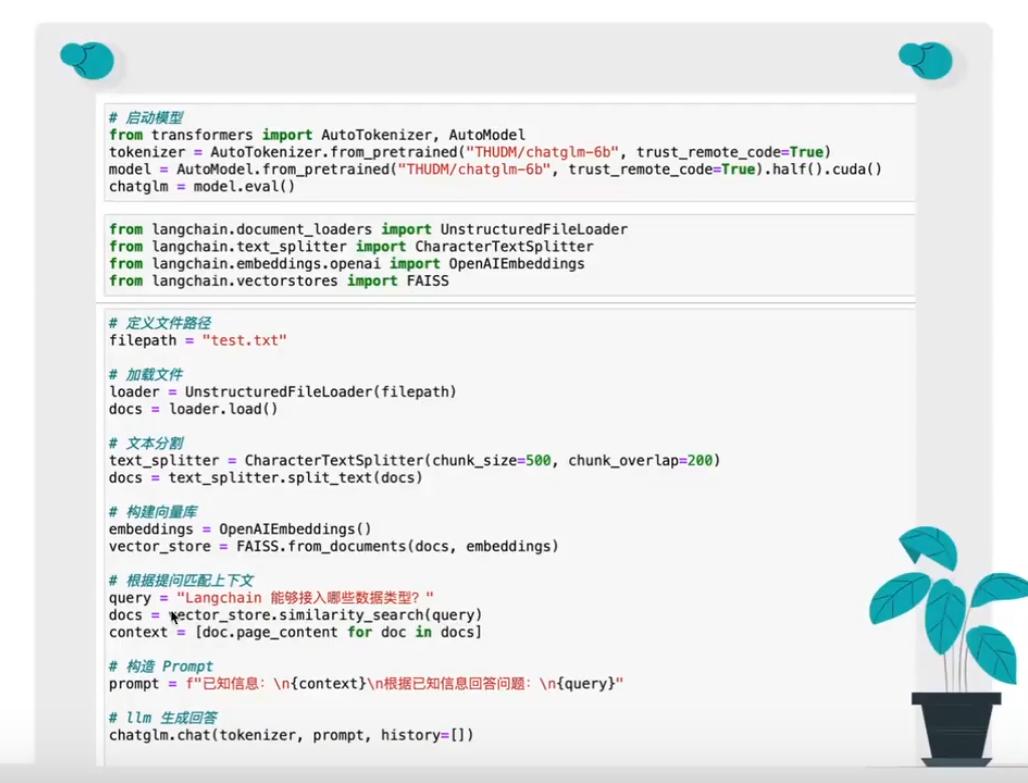 # 启动模型
from transformers import AutoTokenizer, AutoModel
tokenizer = AutoTokenizer.from_pretrained("THUDM/chatglm-6b", trust_remote_code=True)
model = AutoModel.from_pretrained("THUDM/chatglm-6b", trust_remote_code=True).half().cuda()
chatglm = model.eval()
from langchain.document_loaders import UnstructuredFileLoader
from langchain.text_splitter import CharacterTextSplitter
from langchain.embeddings.openai import OpenAIEmbeddings
from langchain.vectorstores import FAISS
# 定义文件路径
filepath = "test.txt"
# 加载文件
loader = UnstructuredFileLoader(filepath)
docs = loader.load()
# 文本分割
text_splitter = CharacterTextSplitter(chunk_size=500, chunk_overlap=200)
docs = text_splitter.split_text(docs)
# 构建向量库
embeddings = OpenAIEmbeddings()
vector_store = FAISS.from_documents(docs, embeddings)
# 根据提问匹配上下文
query = "Langchain 能够接入哪些数据类型？"
docs = vector_store.similarity_search(query)
context = [doc.page_content for doc in docs]
# 构造 Prompt
prompt = f"已知信息：\n{context}\n根据已知信息回答问题：\n{query}"
# llm 生成回答
chatglm.chat(tokenizer, prompt, history=[])